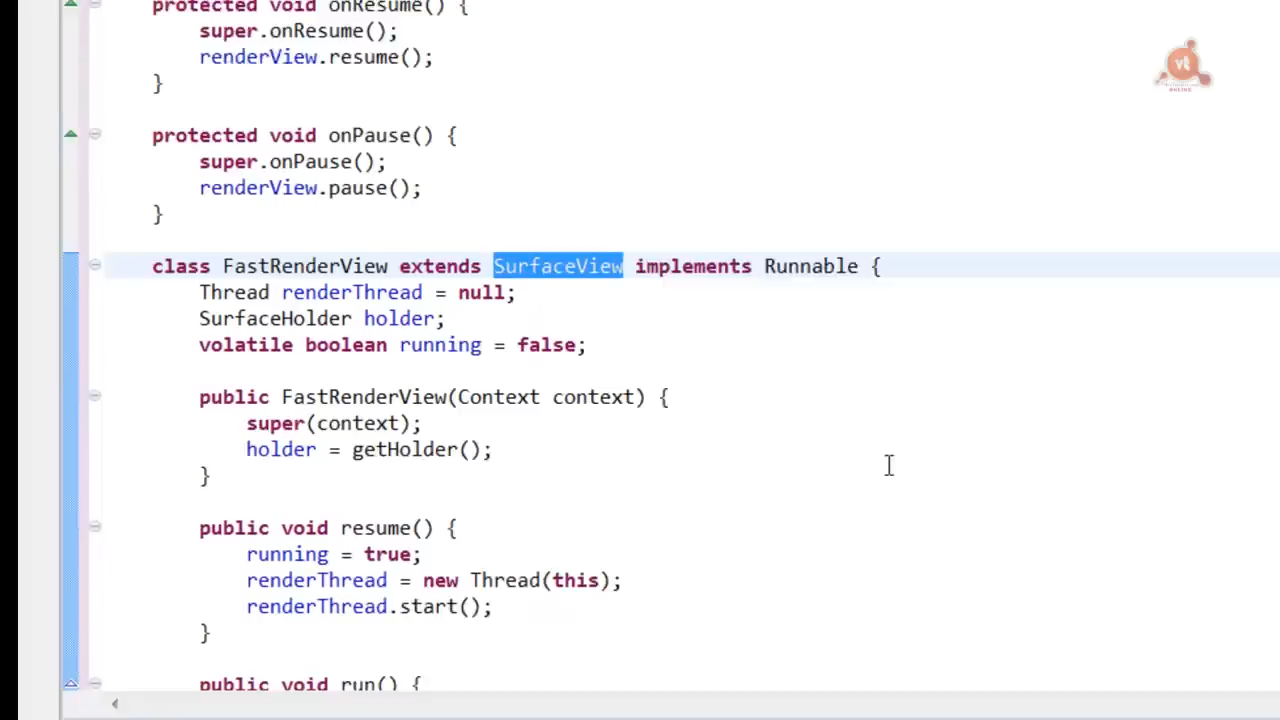 protected void onResume() {
super.onResume();
renderView.resume();
}
protected void onPause() {
super.onPause();
renderView.pause();
}
class FastRenderView extends SurfaceView implements Runnable {
Thread renderThread = null;
SurfaceHolder holder;
volatile boolean running = false;
public FastRenderView(Context context) {
super(context);
holder = getHolder();
}
public void resume() {
running = true;
renderThread = new Thread(this);
renderThread.start();
}
public void run() {
vt